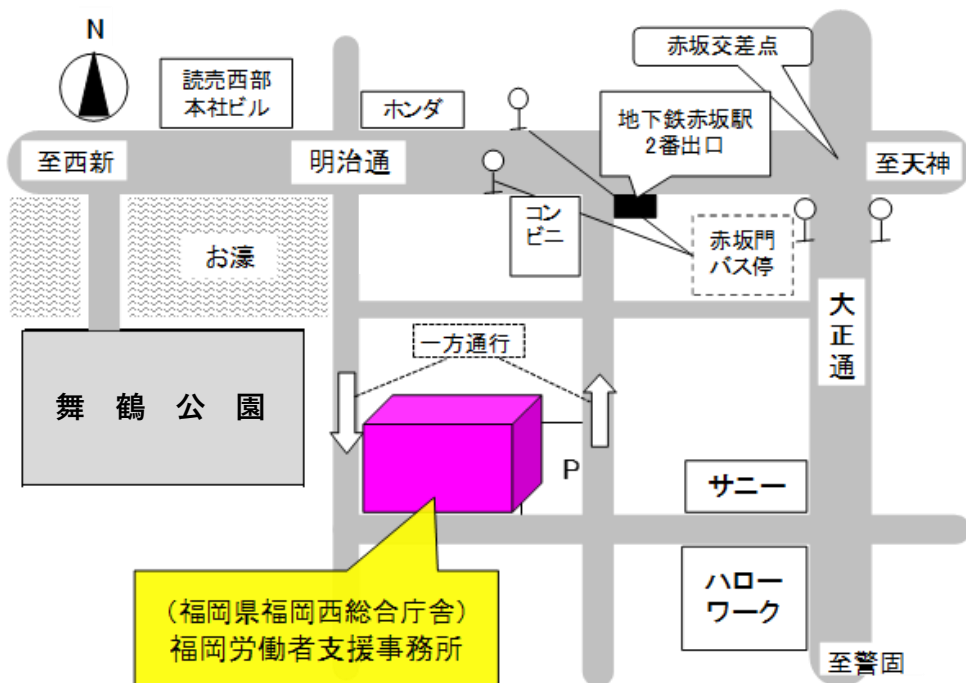 N
赤坂交差点
読売西部
本社ビル
ホンダ
地下鉄赤坂駅
2番出口
至西新
明治通
至天神
コン
ビニ
お濠
赤坂門
バス停
大正通
一方通行
舞鶴公園
P
サニー
ハロー
ワーク
（福岡県福岡西総合庁舎）
福岡労働者支援事務所
至警固